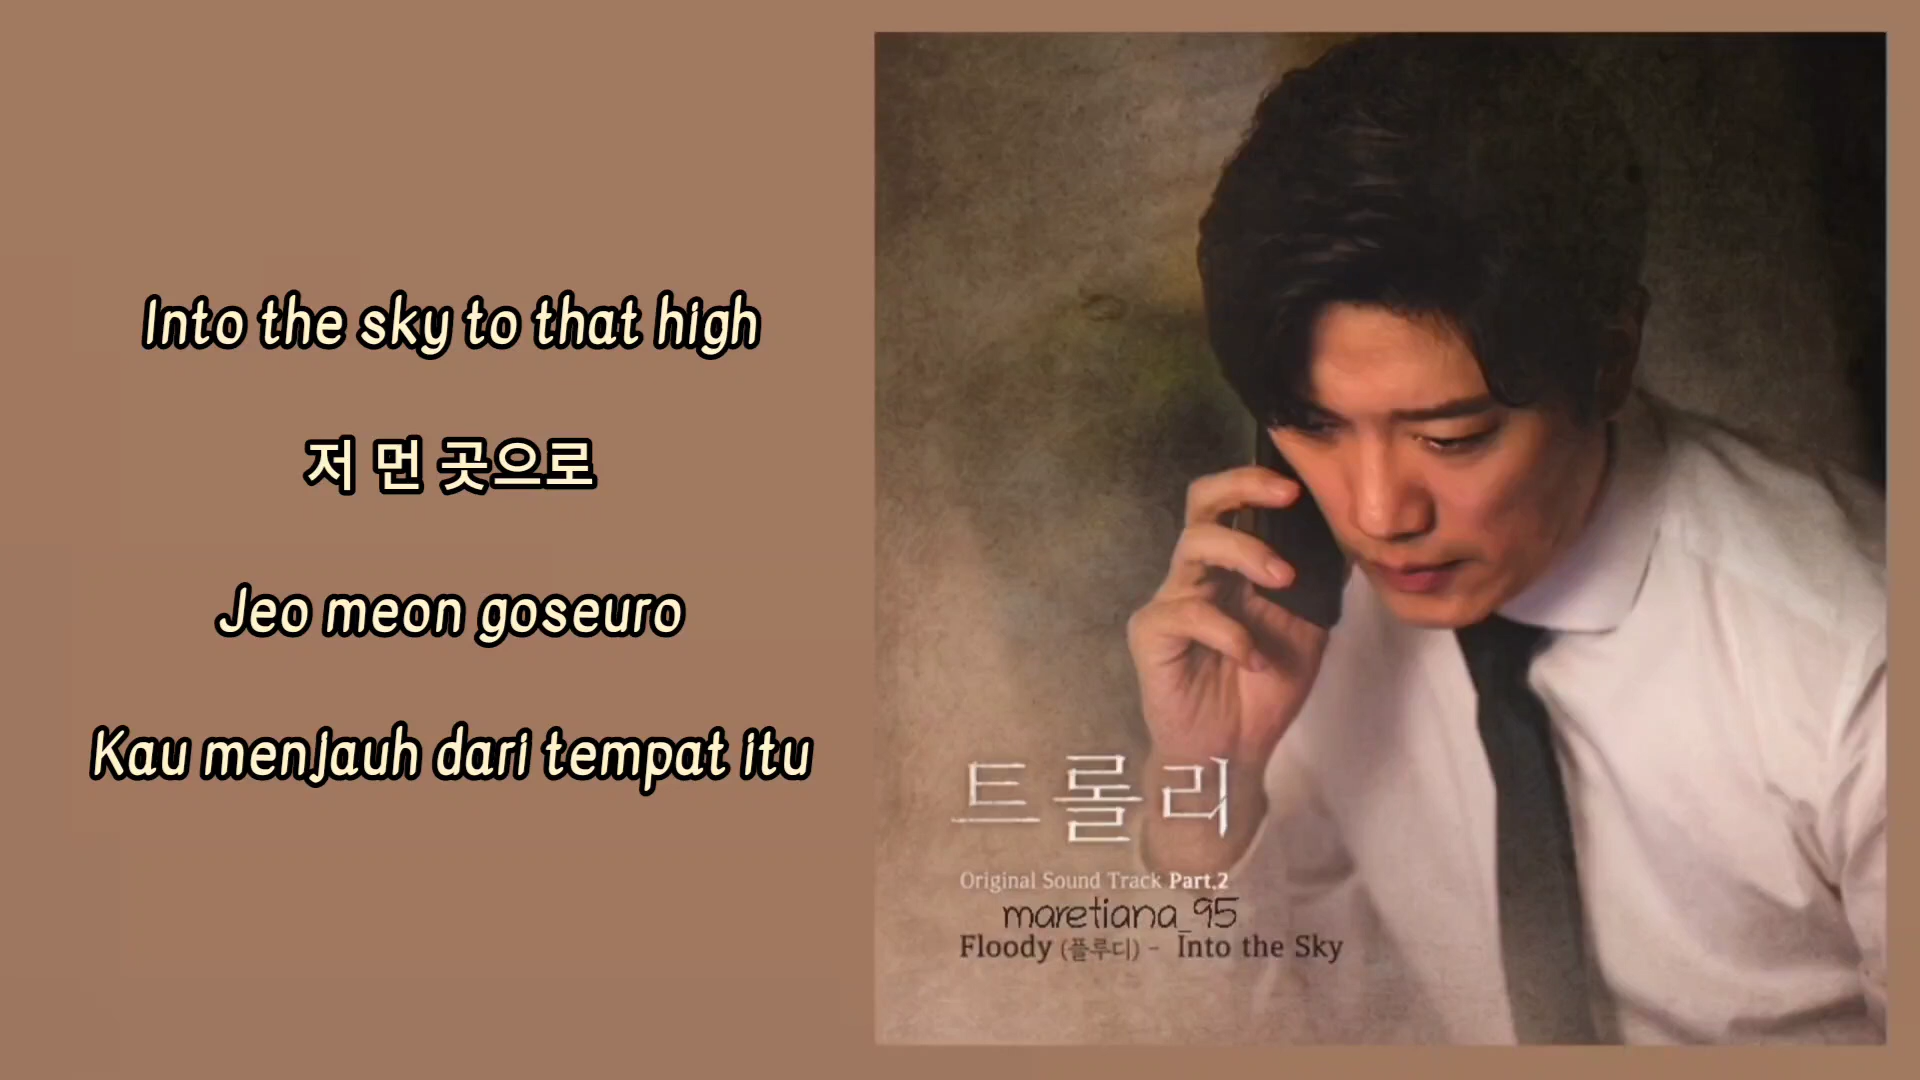 Into the sky to that high
저 먼 곳으로
Jeo meon goseuro
Kau menjauh dari tempat itu
트롤리
Original Sound Track Part.2
maretiana_95
Floody (플루디) - Into the Sky